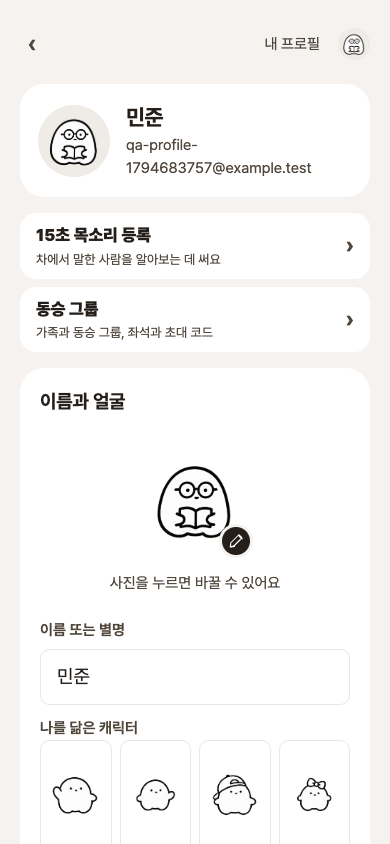 ‹ 내 프로필
민준
qa-profile-
1794683757@example.test
15초 목소리 등록
차에서 말한 사람을 알아보는 데 써요
›
동승 그룹
가족과 동승 그룹, 좌석과 초대 코드
›
이름과 얼굴
사진을 누르면 바꿀 수 있어요
이름 또는 별명
민준
나를 닮은 캐릭터